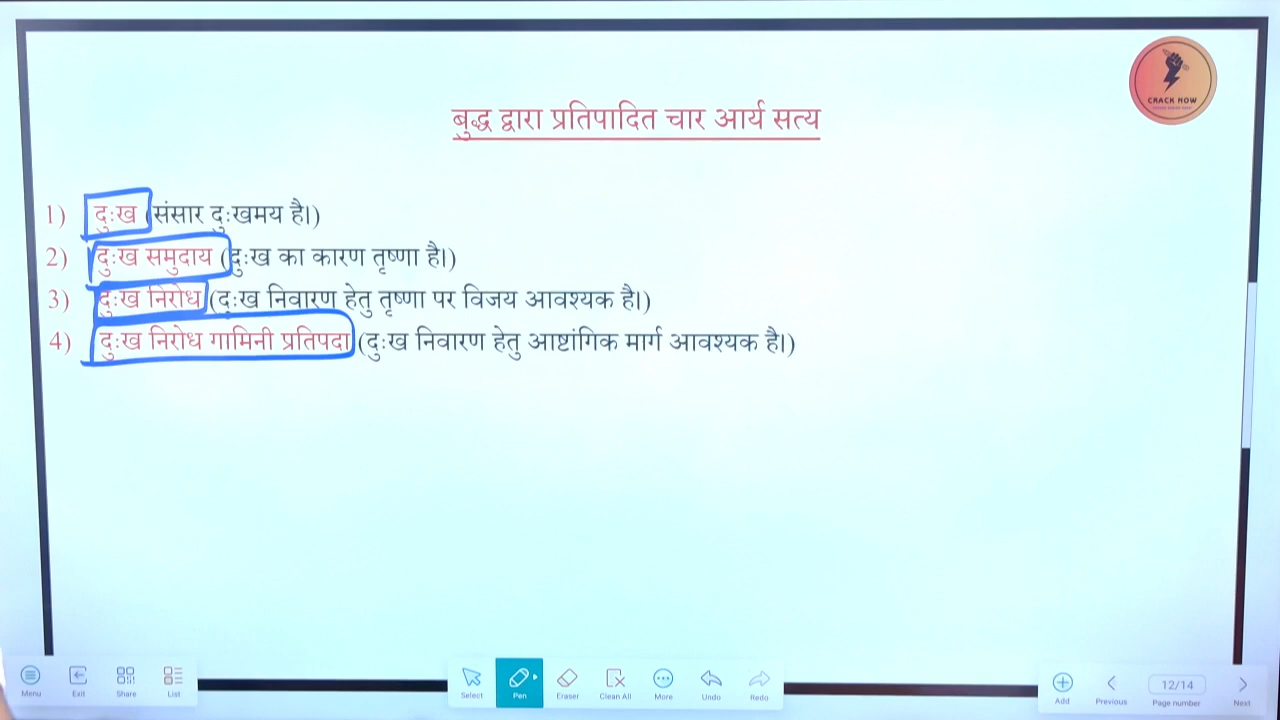 बुद्ध द्वारा प्रतिपादित चार आर्य सत्य
CRACK NOW
1) दुःख (संसार दुःखमय है।)
2) दुःख समुदाय (दुःख का कारण तृष्णा है।)
3) दुःख निरोध (दुःख निवारण हेतु तृष्णा पर विजय आवश्यक है।)
4) दुःख निरोध गामिनी प्रतिपदा (दुःख निवारण हेतु आष्टांगिक मार्ग आवश्यक है।)
Menu Exit Share List Select Pen Eraser Clean All More Undo Redo Add Previous 12/14 Page number Next